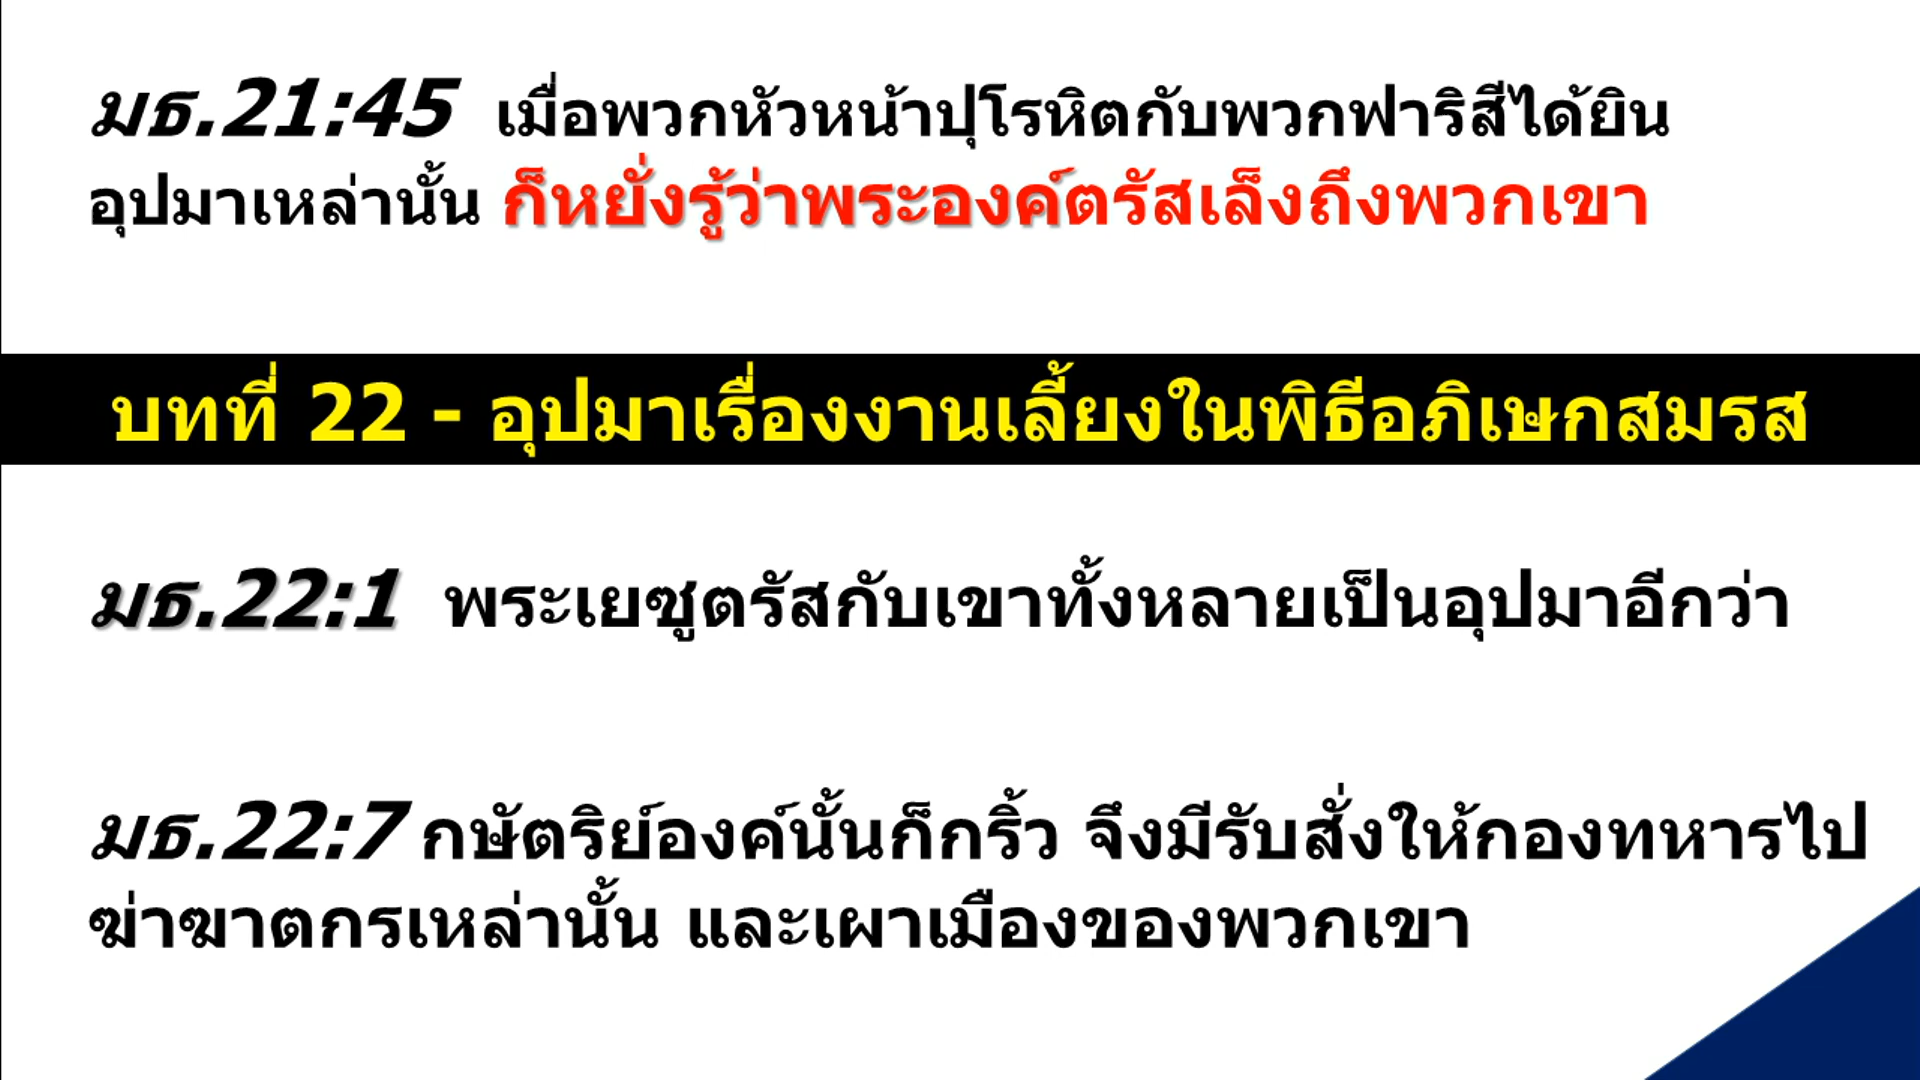 มธ.21:45 เมื่อพวกหัวหน้าปุโรหิตกับพวกฟาริสีได้ยิน
อุปมาเหล่านั้น ก็หยั่งรู้ว่าพระองค์ตรัสเล็งถึงพวกเขา
บทที่ 22 - อุปมาเรื่องงานเลี้ยงในพิธีอภิเษกสมรส
มธ.22:1 พระเยซูตรัสกับเขาทั้งหลายเป็นอุปมาอีกว่า
มธ.22:7 กษัตริย์องค์นั้นก็กริ้ว จึงมีรับสั่งให้กองทหารไป
ฆ่าฆาตกรเหล่านั้น และเผาเมืองของพวกเขา